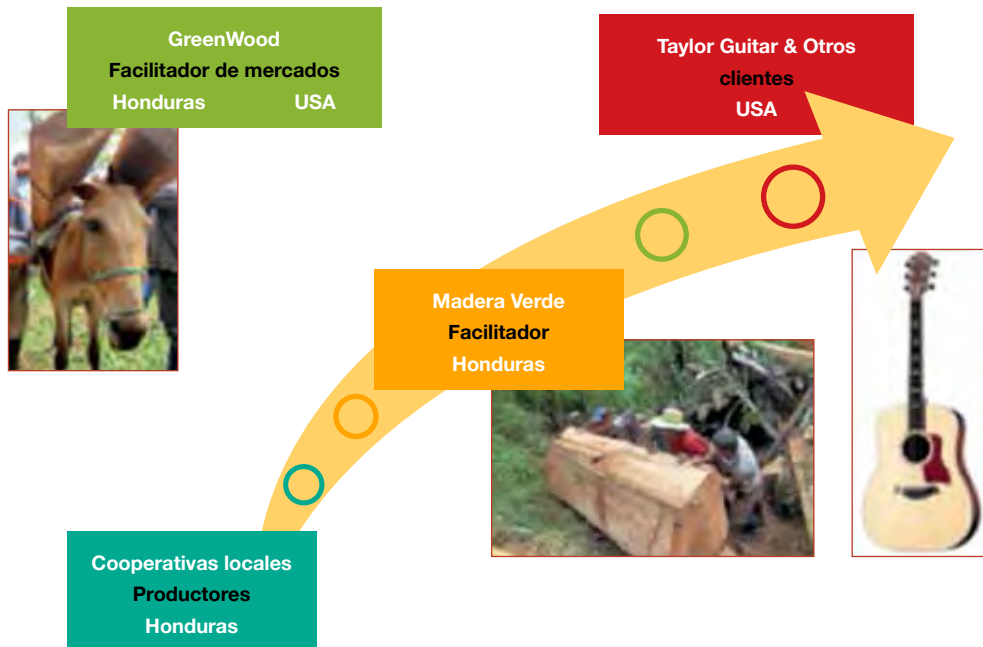 GreenWood
Facilitador de mercados
Honduras USA
Taylor Guitar & Otros
clientes
USA
Madera Verde
Facilitador
Honduras
Cooperativas locales
Productores
Honduras